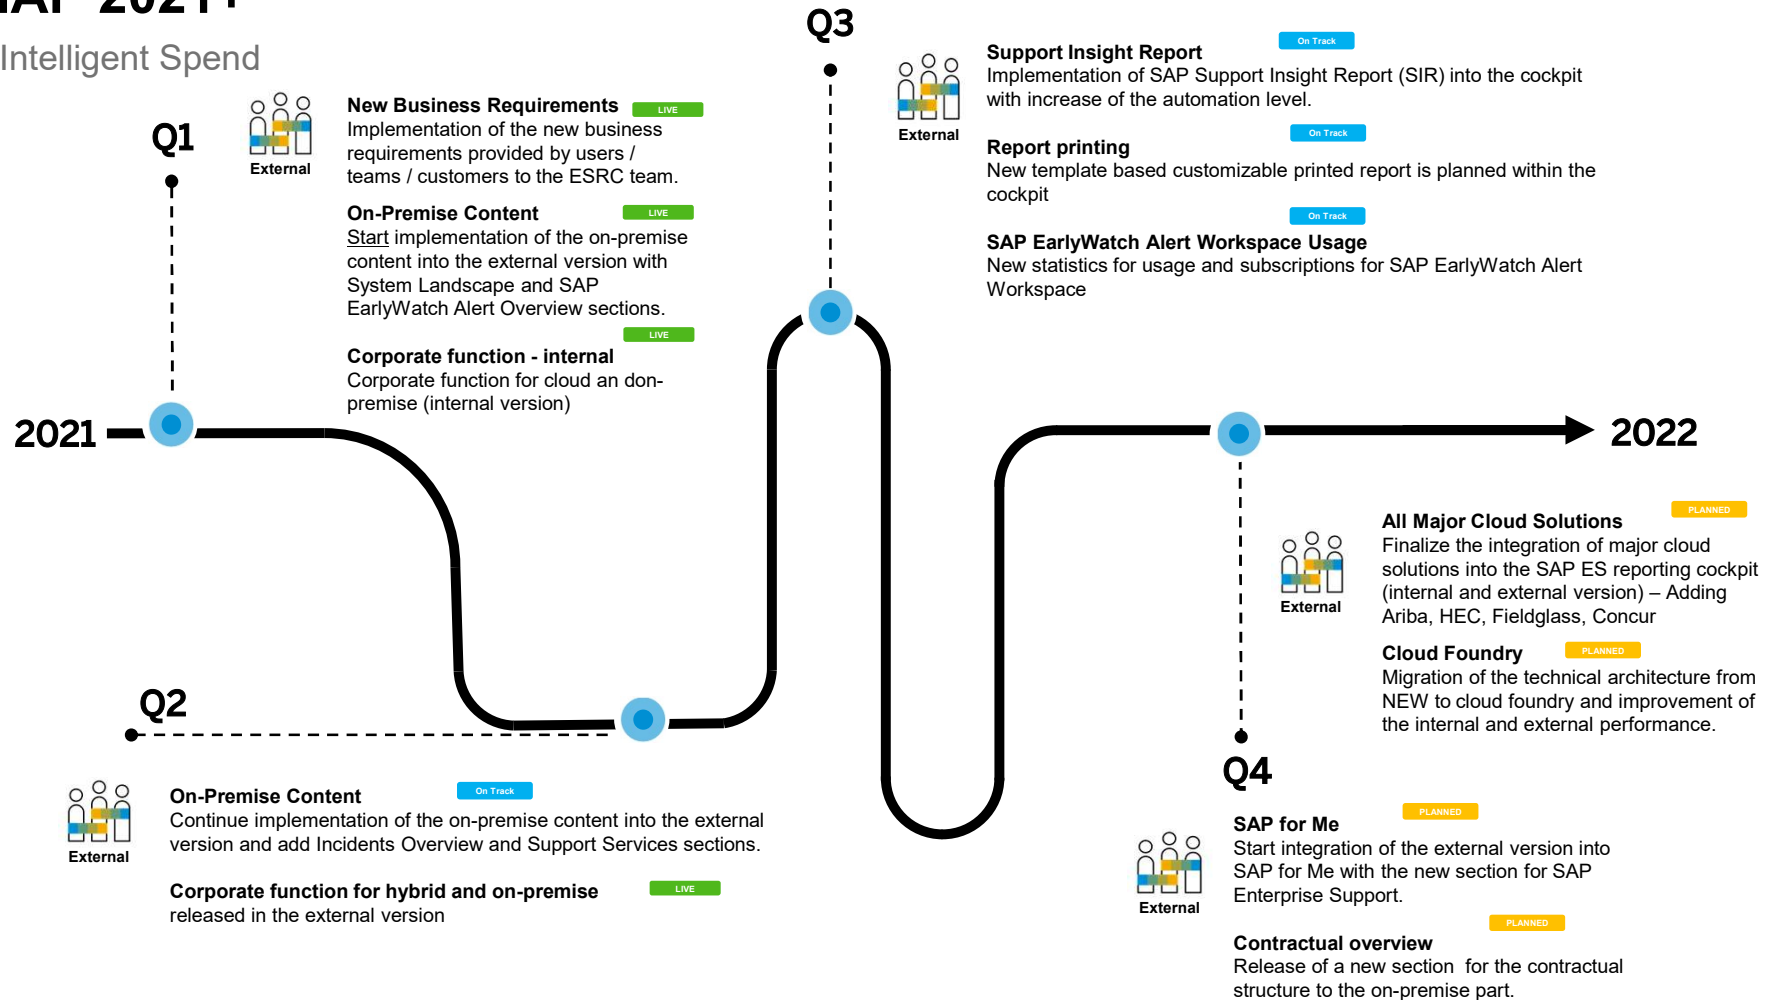 MAP 2021+
Intelligent Spend
Q1
External
New Business Requirements LIVE
Implementation of the new business
requirements provided by users /
teams / customers to the ESRC team.
On-Premise Content LIVE
Start implementation of the on-premise
content into the external version with
System Landscape and SAP
EarlyWatch Alert Overview sections.
LIVE
Corporate function - internal
Corporate function for cloud an don-
premise (internal version)
Q3
External
Support Insight Report On Track
Implementation of SAP Support Insight Report (SIR) into the cockpit
with increase of the automation level.
On Track
Report printing
New template based customizable printed report is planned within the
cockpit
On Track
SAP EarlyWatch Alert Workspace Usage
New statistics for usage and subscriptions for SAP EarlyWatch Alert
Workspace
2021
2022
Q2
External
On-Premise Content On Track
Continue implementation of the on-premise content into the external
version and add Incidents Overview and Support Services sections.
Corporate function for hybrid and on-premise LIVE
released in the external version
External
PLANNED
All Major Cloud Solutions
Finalize the integration of major cloud
solutions into the SAP ES reporting cockpit
(internal and external version) – Adding
Ariba, HEC, Fieldglass, Concur
Cloud Foundry PLANNED
Migration of the technical architecture from
NEW to cloud foundry and improvement of
the internal and external performance.
Q4
External
PLANNED
SAP for Me
Start integration of the external version into
SAP for Me with the new section for SAP
Enterprise Support.
PLANNED
Contractual overview
Release of a new section for the contractual
structure to the on-premise part.